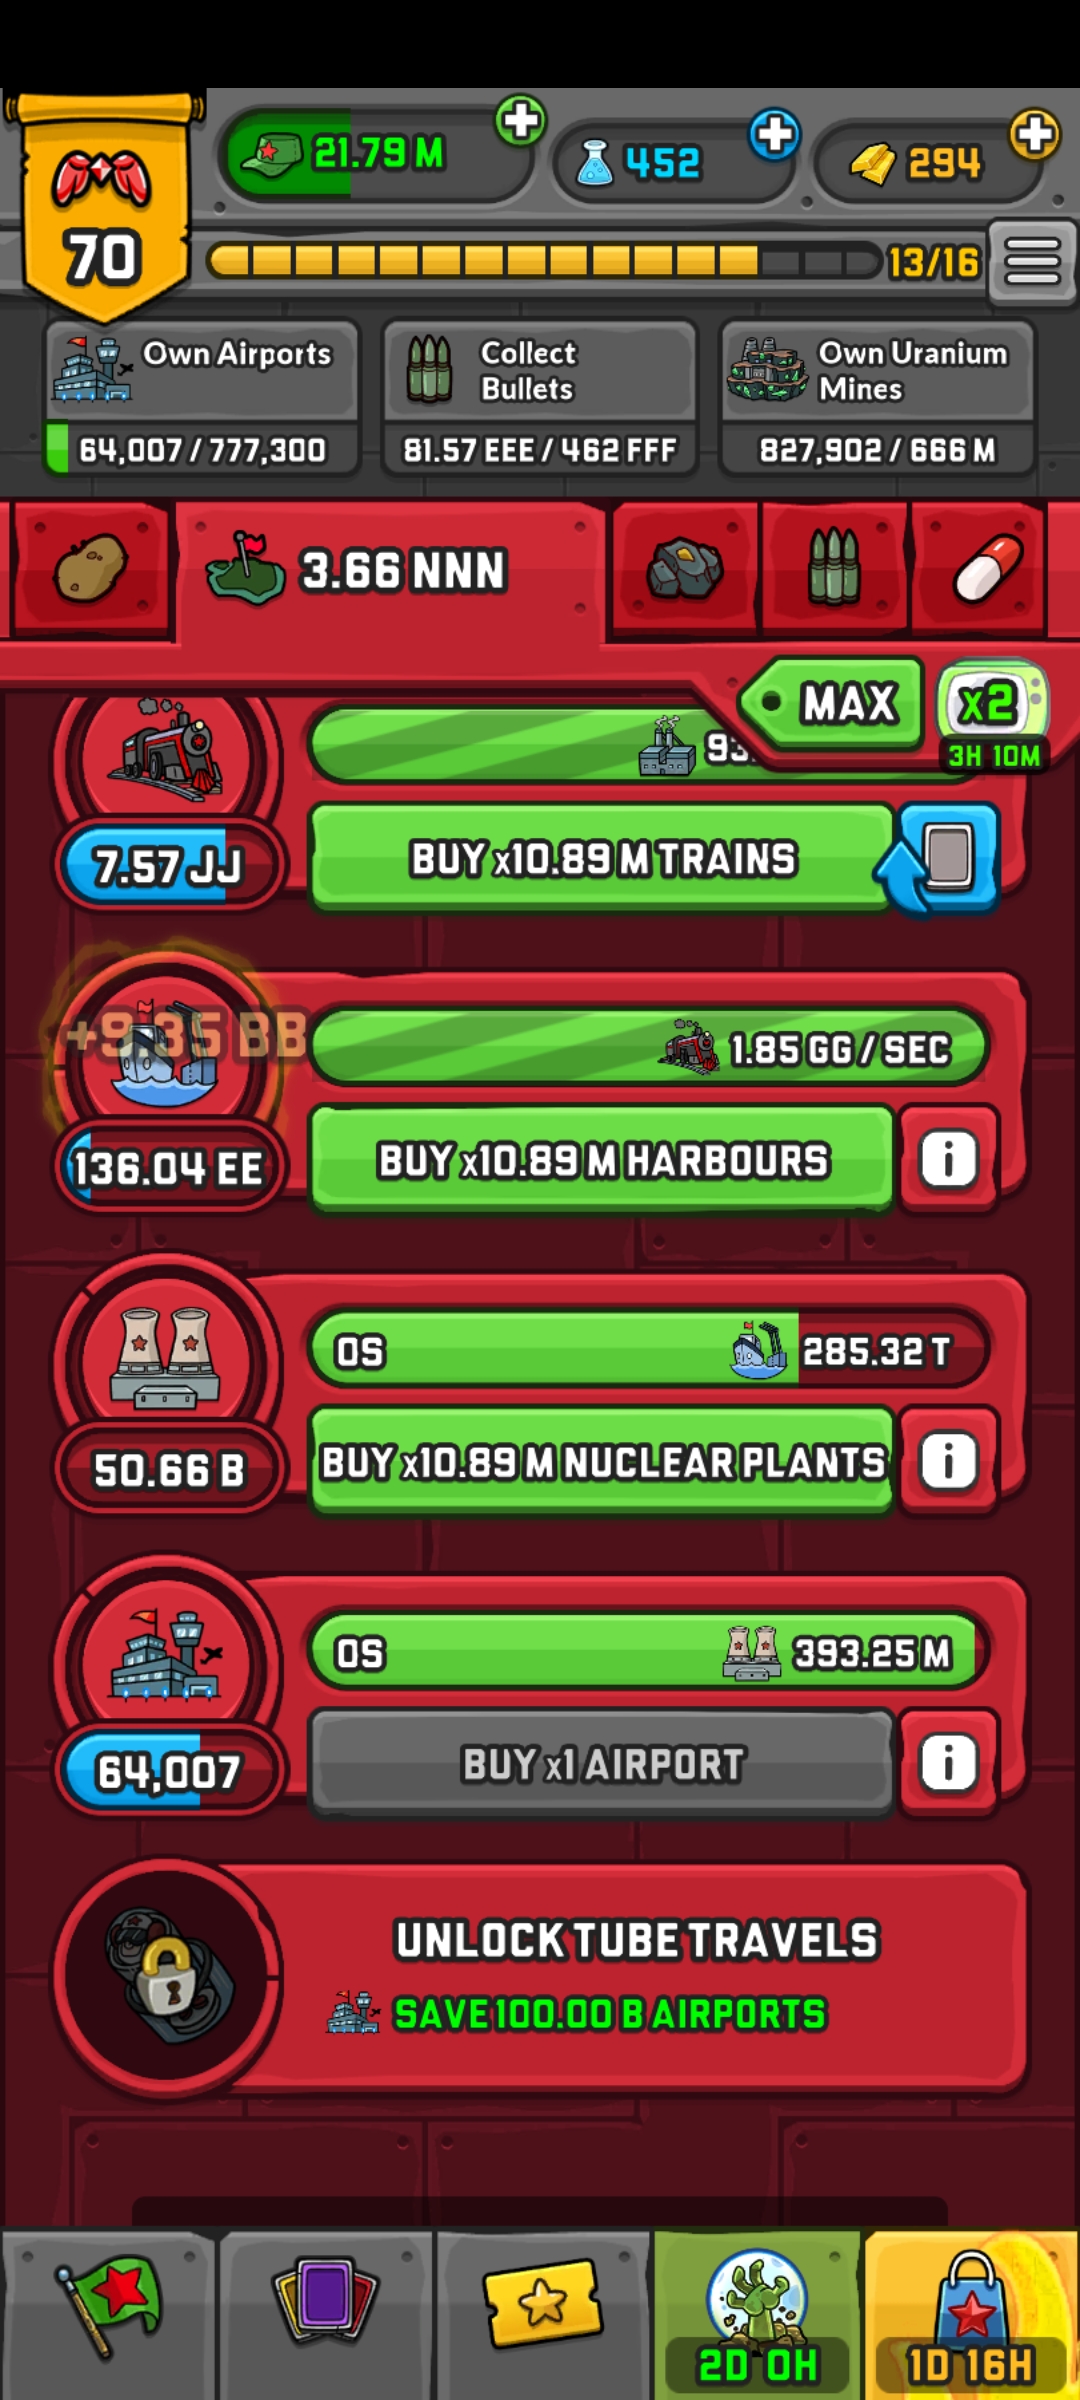 21.79 M
452
294
70
13/16
Own Airports
Collect
Bullets
Own Uranium
Mines
64,007 / 777,300
81.57 EEE / 462 FFF
827,902 / 666 M
3.66 NNN
MAX
x2
3H 10M
93.
7.57 JJ
BUY x10.89 M TRAINS
+9.35 BB
1.85 GG / SEC
136.04 EE
BUY x10.89 M HARBOURS
i
0S
285.32 T
50.66 B
BUY x10.89 M NUCLEAR PLANTS
i
0S
393.25 M
64,007
BUY x1 AIRPORT
i
UNLOCK TUBE TRAVELS
SAVE 100.00 B AIRPORTS
2D 0H
1D 16H